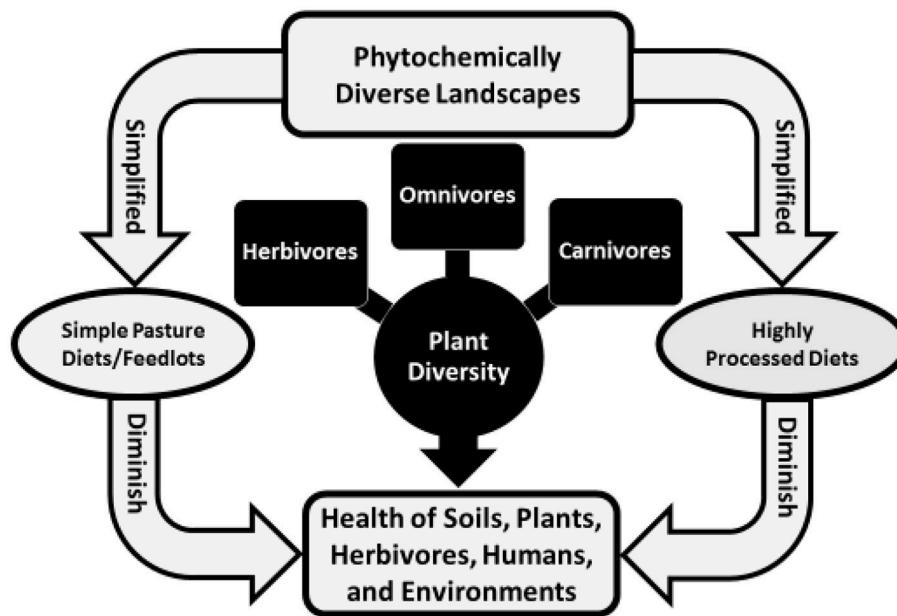 Phytochemically
Diverse Landscapes
Simplified
Simplified
Omnivores
Herbivores
Carnivores
Simple Pasture
Diets/Feedlots
Plant
Diversity
Highly
Processed Diets
Diminish
Diminish
Health of Soils, Plants,
Herbivores, Humans,
and Environments